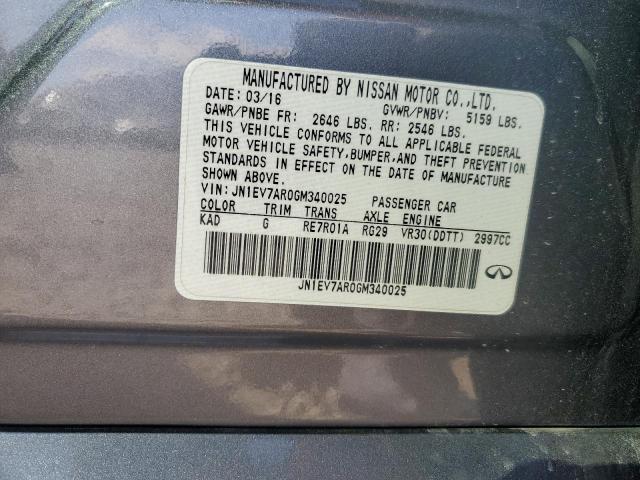 MANUFACTURED BY NISSAN MOTOR CO.,LTD.
DATE: 03/16 GVWR/PNBV: 5159 LBS.
GAWR/PNBE FR: 2646 LBS. RR: 2546 LBS.
THIS VEHICLE CONFORMS TO ALL APPLICABLE FEDERAL
MOTOR VEHICLE SAFETY, BUMPER, AND THEFT PREVENTION
STANDARDS IN EFFECT ON THE DATE OF MANUFACTURE
SHOWN ABOVE.
VIN: JN1EV7AR0GM340025 PASSENGER CAR
COLOR TRIM TRANS AXLE ENGINE
KAD G RE7R01A RG29 VR30(DDTT) 2997CC
JN1EV7AR0GM340025